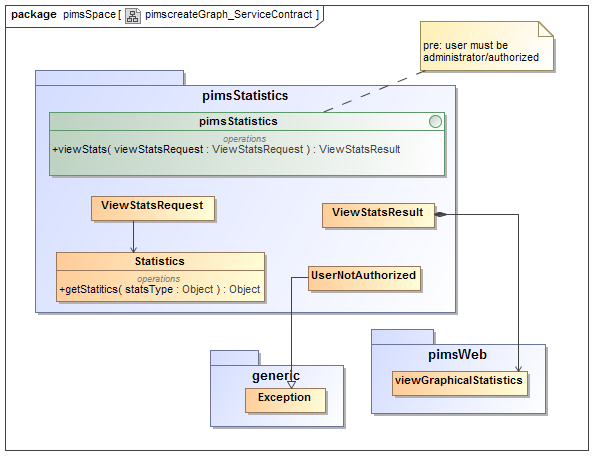 package pimsSpace [ pimscreateGraph_ServiceContract ]
pre: user must be
administrator/authorized
pimsStatistics
pimsStatistics
operations
+viewStats( viewStatsRequest : ViewStatsRequest ) : ViewStatsResult
ViewStatsRequest
ViewStatsResult
Statistics
operations
+getStatitics( statsType : Object ) : Object
UserNotAuthorized
pimsWeb
viewGraphicalStatistics
generic
Exception